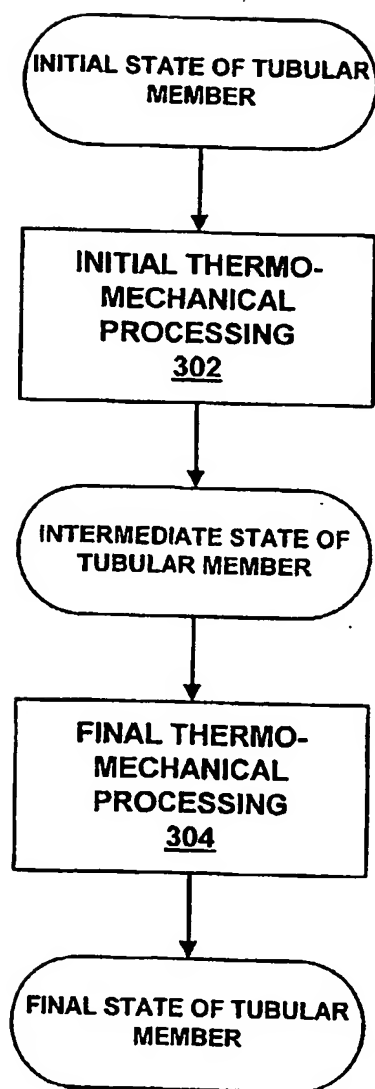 INITIAL STATE OF TUBULAR
MEMBER
INITIAL THERMO-
MECHANICAL
PROCESSING
302
INTERMEDIATE STATE OF
TUBULAR MEMBER
FINAL THERMO-
MECHANICAL
PROCESSING
304
FINAL STATE OF TUBULAR
MEMBER